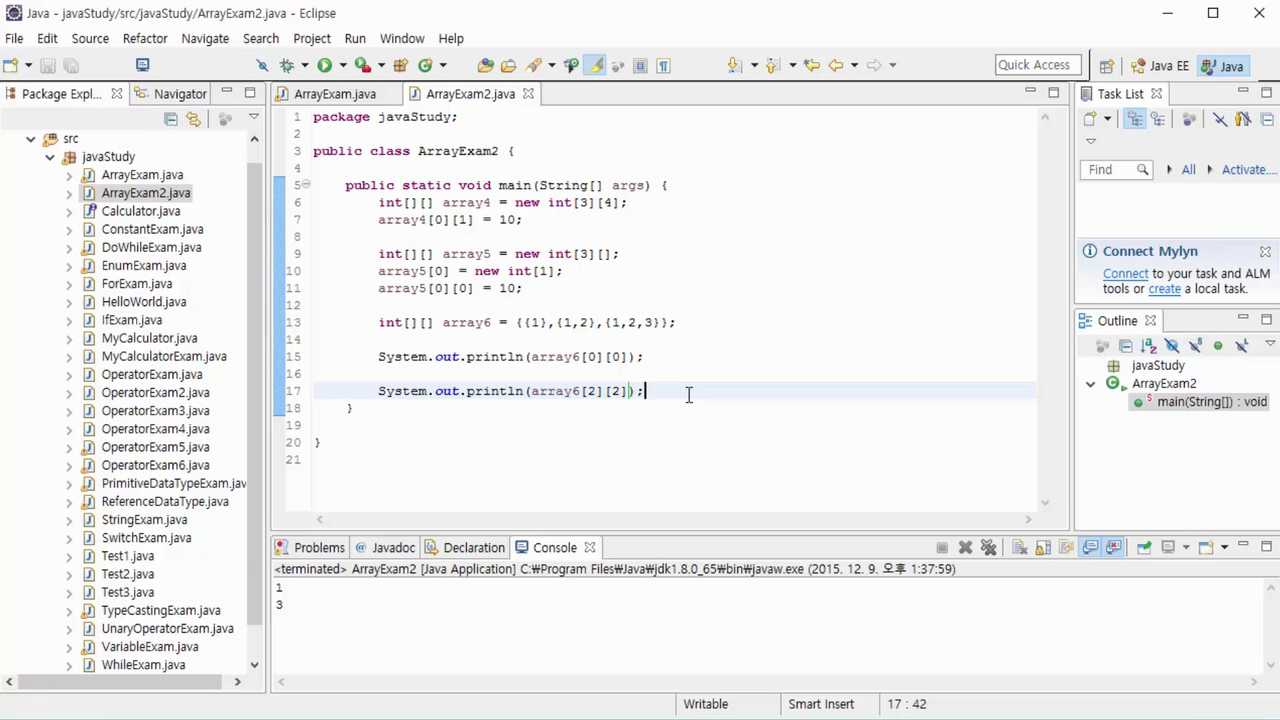 Java - javaStudy/src/javaStudy/ArrayExam2.java - Eclipse
File Edit Source Refactor Navigate Search Project Run Window Help
Quick Access
Java EE
Java
Package Expl...
Navigator
src
javaStudy
ArrayExam.java
ArrayExam2.java
Calculator.java
ConstantExam.java
DoWhileExam.java
EnumExam.java
ForExam.java
HelloWorld.java
IfExam.java
MyCalculator.java
MyCalculatorExam.java
OperatorExam.java
OperatorExam2.java
OperatorExam3.java
OperatorExam4.java
OperatorExam5.java
OperatorExam6.java
PrimitiveDataTypeExam.jav
ReferenceDataType.java
StringExam.java
SwitchExam.java
Test1.java
Test2.java
Test3.java
TypeCastingExam.java
UnaryOperatorExam.java
VariableExam.java
WhileExam.java
ArrayExam.java
ArrayExam2.java
1 package javaStudy;
2
3 public class ArrayExam2 {
4
5 public static void main(String[] args) {
6 int[][] array4 = new int[3][4];
7 array4[0][1] = 10;
8
9 int[][] array5 = new int[3][];
10 array5[0] = new int[1];
11 array5[0][0] = 10;
12
13 int[][] array6 = {{1},{1,2},{1,2,3}};
14
15 System.out.println(array6[0][0]);
16
17 System.out.println(array6[2][2]);
18 }
19
20 }
21
Task List
Find
All
Activate...
Connect Mylyn
Connect to your task and ALM
tools or create a local task.
Outline
javaStudy
ArrayExam2
main(String[]) : void
Problems
@ Javadoc
Declaration
Console
<terminated> ArrayExam2 [Java Application] C:₩Program Files₩Java₩jdk1.8.0_65₩bin₩javaw.exe (2015. 12. 9. 오후 1:37:59)
1
3
Writable
Smart Insert
17 : 42